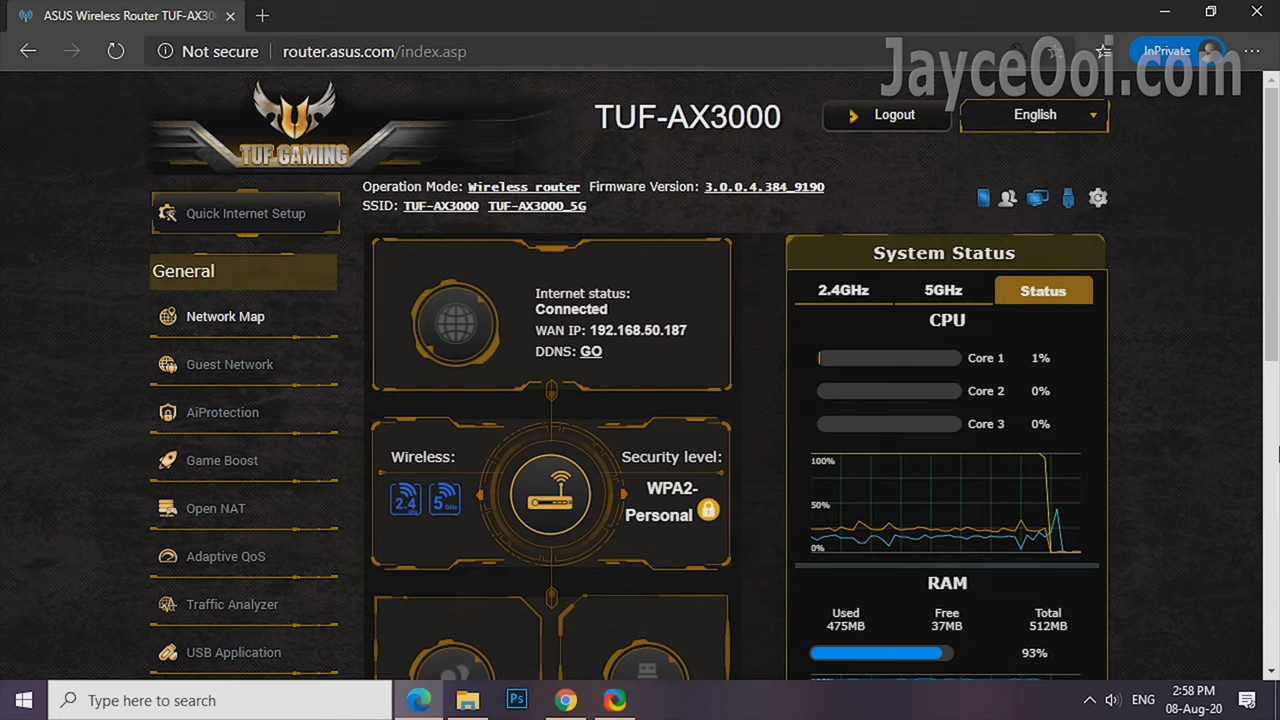 ASUS Wireless Router TUF-AX30
Not secure
router.asus.com/index.asp
InPrivate
JayceOoi.com
TUF GAMING
TUF-AX3000
Logout
English
Operation Mode: Wireless router Firmware Version: 3.0.0.4.384_9190
SSID: TUF-AX3000 TUF-AX3000_5G
Quick Internet Setup
General
Network Map
Guest Network
AiProtection
Game Boost
Open NAT
Adaptive QoS
Traffic Analyzer
USB Application
Internet status:
Connected
WAN IP: 192.168.50.187
DDNS: GO
Wireless:
2.4
GHz
5
GHz
Security level:
WPA2-
Personal
System Status
2.4GHz 5GHz Status
CPU
Core 1 1%
Core 2 0%
Core 3 0%
100%
50%
0%
RAM
Used Free Total
475MB 37MB 512MB
93%
100%
Type here to search
Ps
ENG
2:58 PM
08-Aug-20